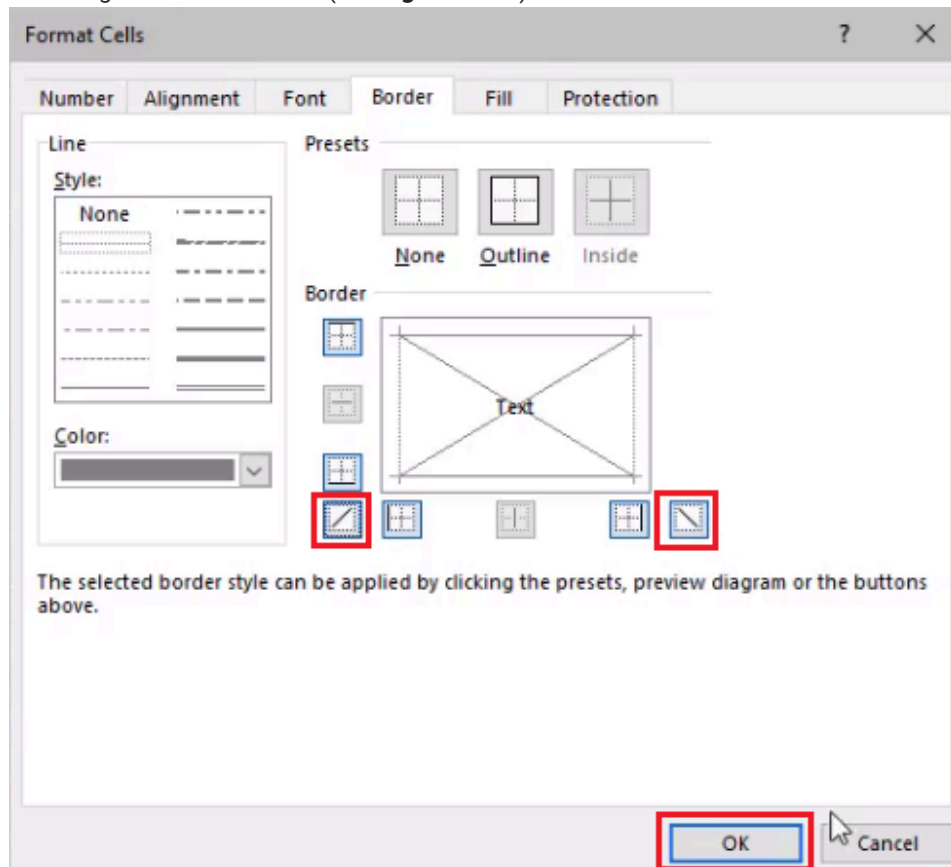 Format Cells ? ×
Number Alignment Font Border Fill Protection
Line
Style:
None
Color:
Presets
None Outline Inside
Border
Text
The selected border style can be applied by clicking the presets, preview diagram or the buttons
above.
OK Cancel